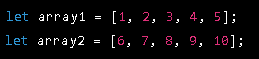 let array1 = [1, 2, 3, 4, 5];
let array2 = [6, 7, 8, 9, 10];